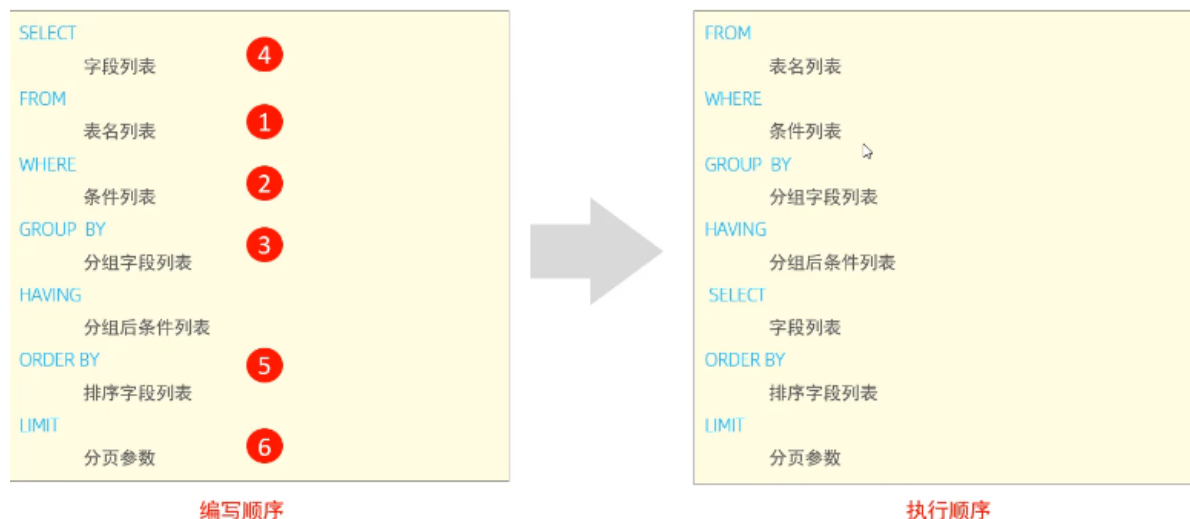 SELECT
字段列表
4
FROM
表名列表
1
WHERE
条件列表
2
GROUP BY
3
分组字段列表
HAVING
分组后条件列表
ORDER BY
5
排序字段列表
LIMIT
6
分页参数
编写顺序
FROM
表名列表
WHERE
条件列表
GROUP BY
分组字段列表
HAVING
分组后条件列表
SELECT
字段列表
ORDER BY
排序字段列表
LIMIT
分页参数
执行顺序